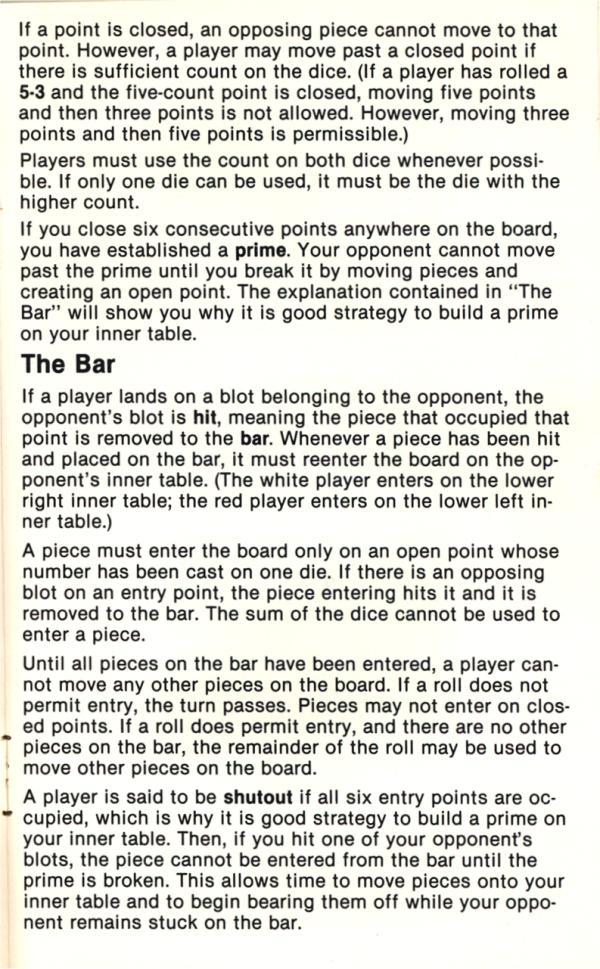 If a point is closed, an opposing piece cannot move to that
point. However, a player may move past a closed point if
there is sufficient count on the dice. (If a player has rolled a
5-3 and the five-count point is closed, moving five points
and then three points is not allowed. However, moving three
points and then five points is permissible.)
Players must use the count on both dice whenever possi-
ble. If only one die can be used, it must be the die with the
higher count.
If you close six consecutive points anywhere on the board,
you have established a prime. Your opponent cannot move
past the prime until you break it by moving pieces and
creating an open point. The explanation contained in “The
Bar” will show you why it is good strategy to build a prime
on your inner table.
The Bar
If a player lands on a blot belonging to the opponent, the
opponent's blot is hit, meaning the piece that occupied that
point is removed to the bar. Whenever a piece has been hit
and placed on the bar, it must reenter the board on the op-
ponent's inner table. (The white player enters on the lower
right inner table; the red player enters on the lower left in-
ner table.)
A piece must enter the board only on an open point whose
number has been cast on one die. If there is an opposing
blot on an entry point, the piece entering hits it and it is
removed to the bar. The sum of the dice cannot be used to
enter a piece.
Until all pieces on the bar have been entered, a player can-
not move any other pieces on the board. If a roll does not
permit entry, the turn passes. Pieces may not enter on clos-
ed points. If a roll does permit entry, and there are no other
pieces on the bar, the remainder of the roll may be used to
move other pieces on the board.
A player is said to be shutout if all six entry points are oc-
cupied, which is why it is good strategy to build a prime on
your inner table. Then, if you hit one of your opponent's
blots, the piece cannot be entered from the bar until the
prime is broken. This allows time to move pieces onto your
inner table and to begin bearing them off while your oppo-
nent remains stuck on the bar.